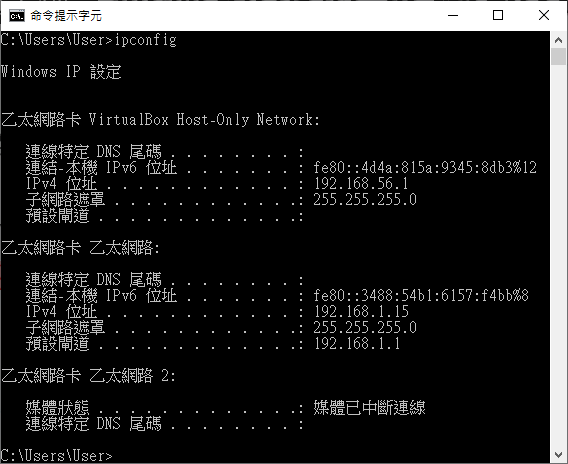 命令提示字元
C:\Users\User>ipconfig
Windows IP 設定
乙太網路卡 VirtualBox Host-Only Network:
連線特定 DNS 尾碼 . . . . . . . . :
連結-本機 IPv6 位址 . . . . . . . : fe80::4d4a:815a:9345:8db3%12
IPv4 位址 . . . . . . . . . . . . : 192.168.56.1
子網路遮罩 . . . . . . . . . . . .: 255.255.255.0
預設閘道 . . . . . . . . . . . . .:
乙太網路卡 乙太網路:
連線特定 DNS 尾碼 . . . . . . . . :
連結-本機 IPv6 位址 . . . . . . . : fe80::3488:54b1:6157:f4bb%8
IPv4 位址 . . . . . . . . . . . . : 192.168.1.15
子網路遮罩 . . . . . . . . . . . .: 255.255.255.0
預設閘道 . . . . . . . . . . . . .: 192.168.1.1
乙太網路卡 乙太網路 2:
媒體狀態 . . . . . . . . . . . . .: 媒體已中斷連線
連線特定 DNS 尾碼 . . . . . . . . :
C:\Users\User>